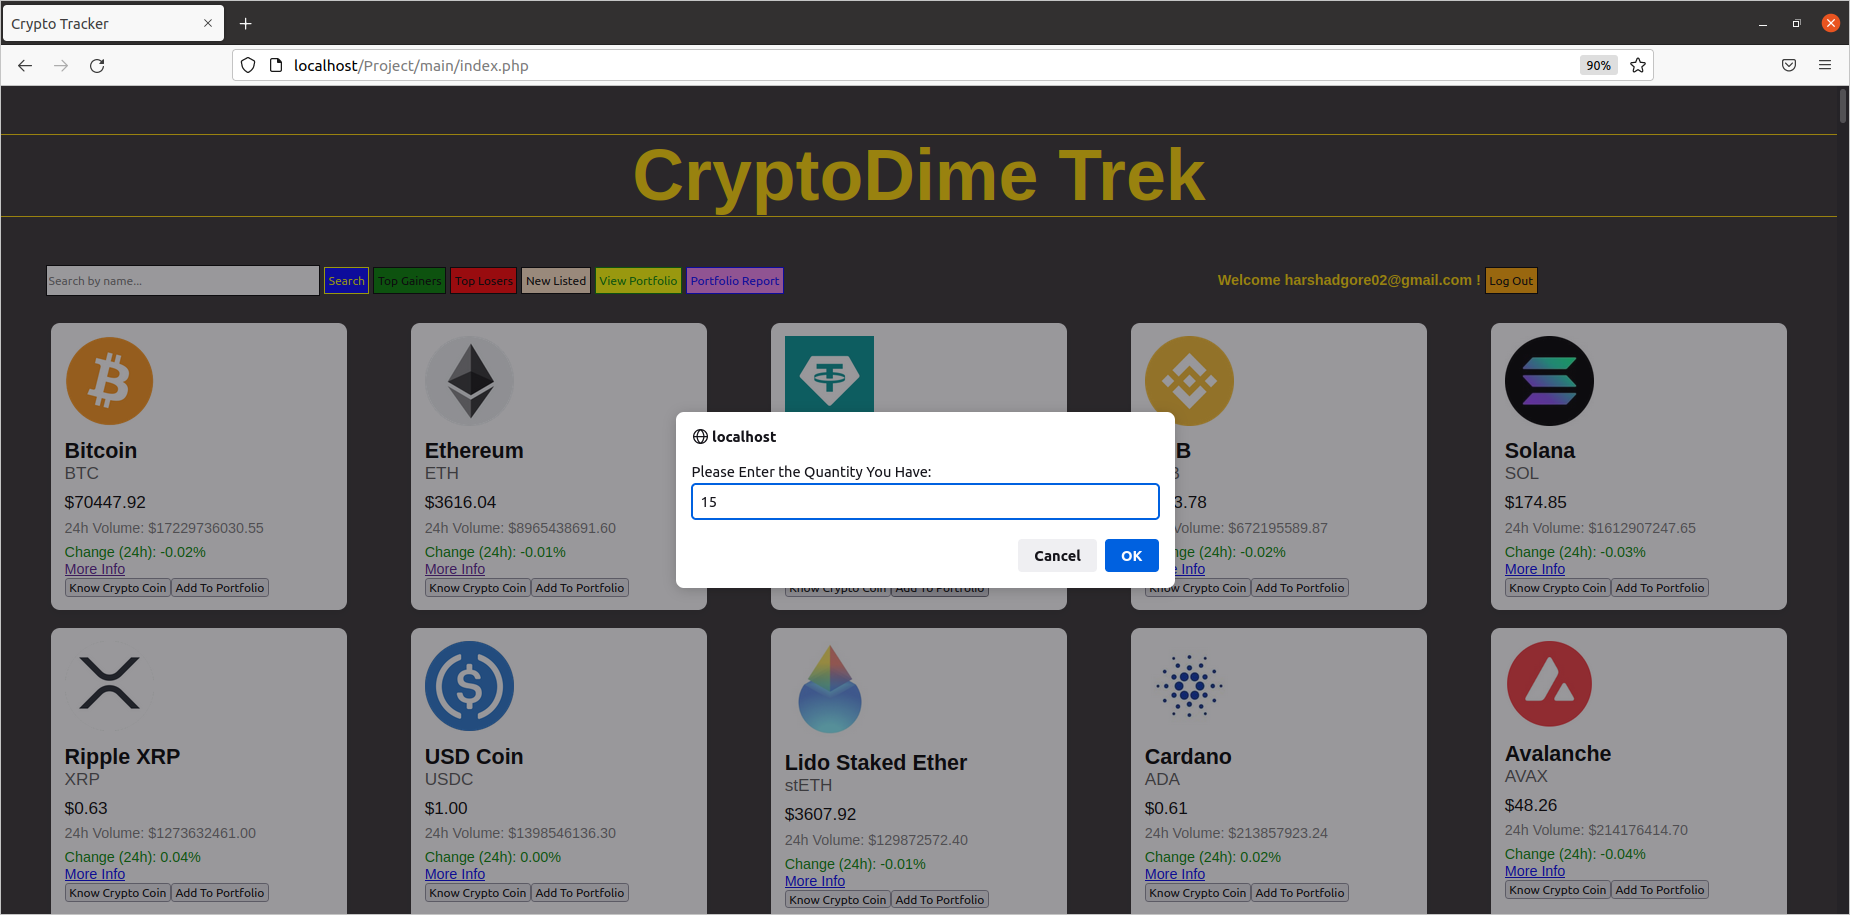 Crypto Tracker
localhost/Project/main/index.php
90%
CryptoDime Trek
Search by name...
Search
Top Gainers
Top Losers
New Listed
View Portfolio
Portfolio Report
Welcome harshadgore02@gmail.com !
Log Out
Bitcoin
BTC
$70447.92
24h Volume: $17229736030.55
Change (24h): -0.02%
More Info
Know Crypto Coin
Add To Portfolio
Ethereum
ETH
$3616.04
24h Volume: $8965438691.60
Change (24h): -0.01%
More Info
Know Crypto Coin
Add To Portfolio
localhost
Please Enter the Quantity You Have:
15
Cancel
OK
Know Crypto Coin
Add To Portfolio
B
3.78
Volume: $672195589.87
nge (24h): -0.02%
Info
Know Crypto Coin
Add To Portfolio
Solana
SOL
$174.85
24h Volume: $1612907247.65
Change (24h): -0.03%
More Info
Know Crypto Coin
Add To Portfolio
Ripple XRP
XRP
$0.63
24h Volume: $1273632461.00
Change (24h): 0.04%
More Info
Know Crypto Coin
Add To Portfolio
USD Coin
USDC
$1.00
24h Volume: $1398546136.30
Change (24h): 0.00%
More Info
Know Crypto Coin
Add To Portfolio
Lido Staked Ether
stETH
$3607.92
24h Volume: $129872572.40
Change (24h): -0.01%
More Info
Know Crypto Coin
Add To Portfolio
Cardano
ADA
$0.61
24h Volume: $213857923.24
Change (24h): 0.02%
More Info
Know Crypto Coin
Add To Portfolio
Avalanche
AVAX
$48.26
24h Volume: $214176414.70
Change (24h): -0.04%
More Info
Know Crypto Coin
Add To Portfolio